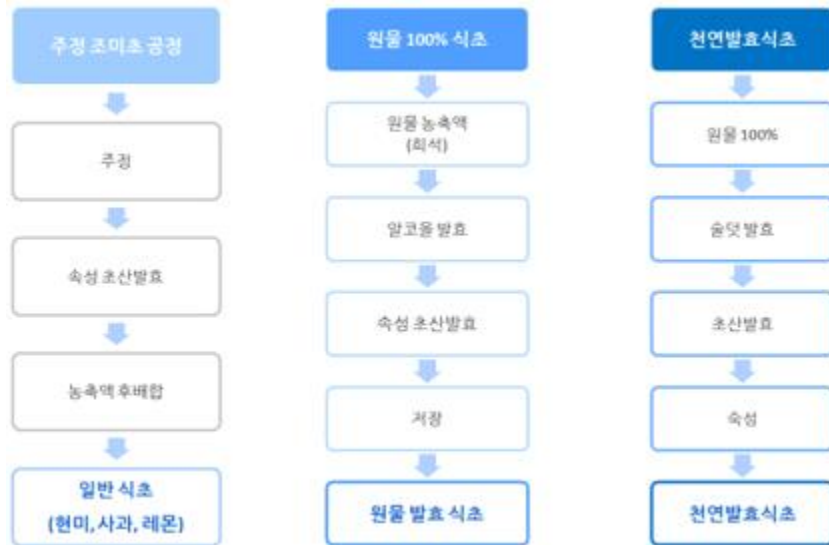 주정 조미초 공정
주정
속성 초산발효
농축액 후배합
일반 식초
(현미, 사과, 레몬)
원물 100% 식초
원물 농축액
(희석)
알코올 발효
속성 초산발효
저장
원물 발효 식초
천연발효식초
원물 100%
술덧 발효
초산발효
숙성
천연발효식초